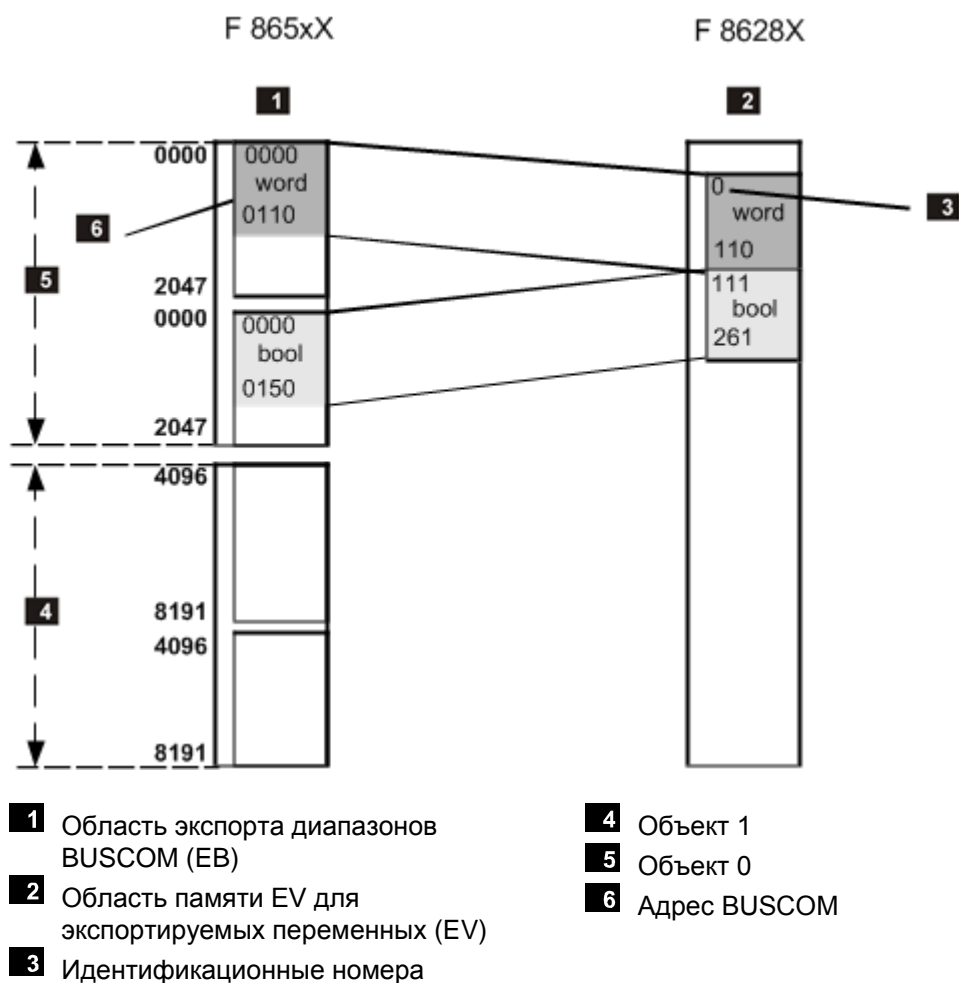 F 865xX
F 8628X
1
2
0000
0000
word
0110
0
word
110
3
6
111
bool
261
5
2047
0000
0000
bool
0150
2047
4096
4
8191
4096
8191
1 Область экспорта диапазонов
BUSCOM (EB)
2 Область памяти EV для
экспортируемых переменных (EV)
3 Идентификационные номера
4 Объект 1
5 Объект 0
6 Адрес BUSCOM